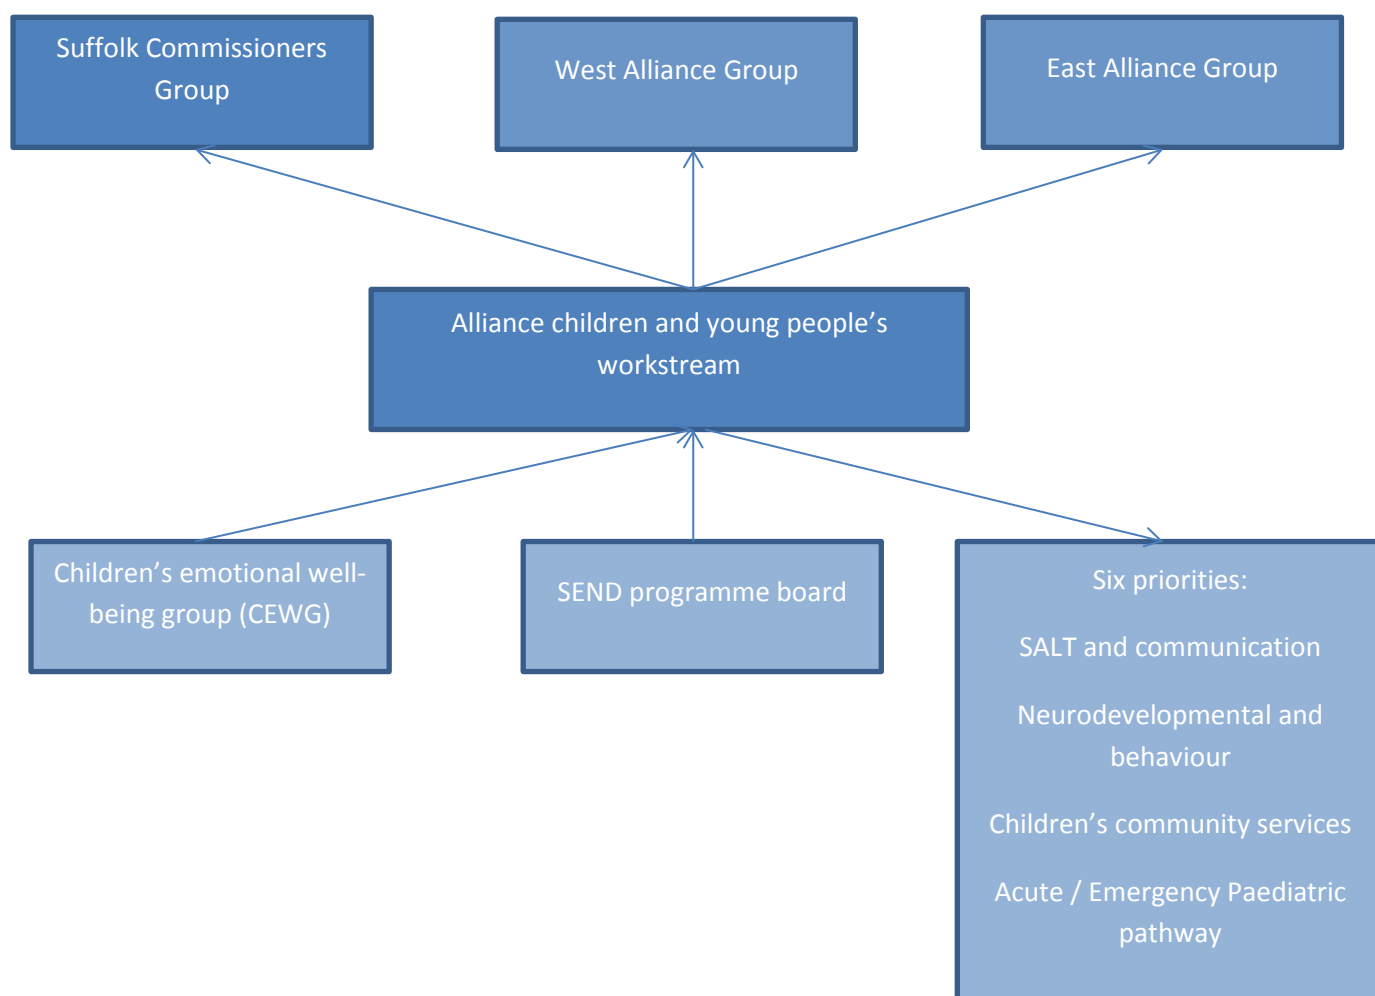 Suffolk Commissioners
Group
West Alliance Group
East Alliance Group
Alliance children and young people’s
workstream
Children’s emotional well-
being group (CEWG)
SEND programme board
Six priorities:
SALT and communication
Neurodevelopmental and
behaviour
Children’s community services
Acute / Emergency Paediatric
pathway